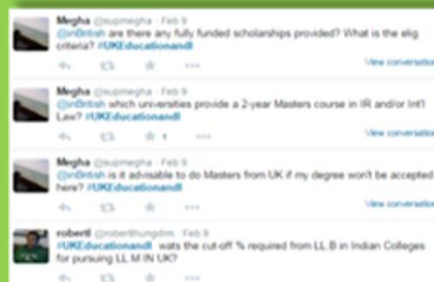 Megha @supmegha · Feb 9
@inBritish are there any fully funded scholarships provided? What is the elig
criteria? #UKEducationandI
View conversation
Megha @supmegha · Feb 9
@inBritish which universities provide a 2-year Masters course in IR and/or Int'l
Law? #UKEducationandI
1
View conversation
Megha @supmegha · Feb 9
@inBritish is it advisable to do Masters from UK if my degree won't be accepted
here? #UKEducationandI
View conversation
robertl @roberthungdim · Feb 9
#UKEducationandI wats the cut off % required from LL B in Indian Colleges
for pursuing LL M IN UK?